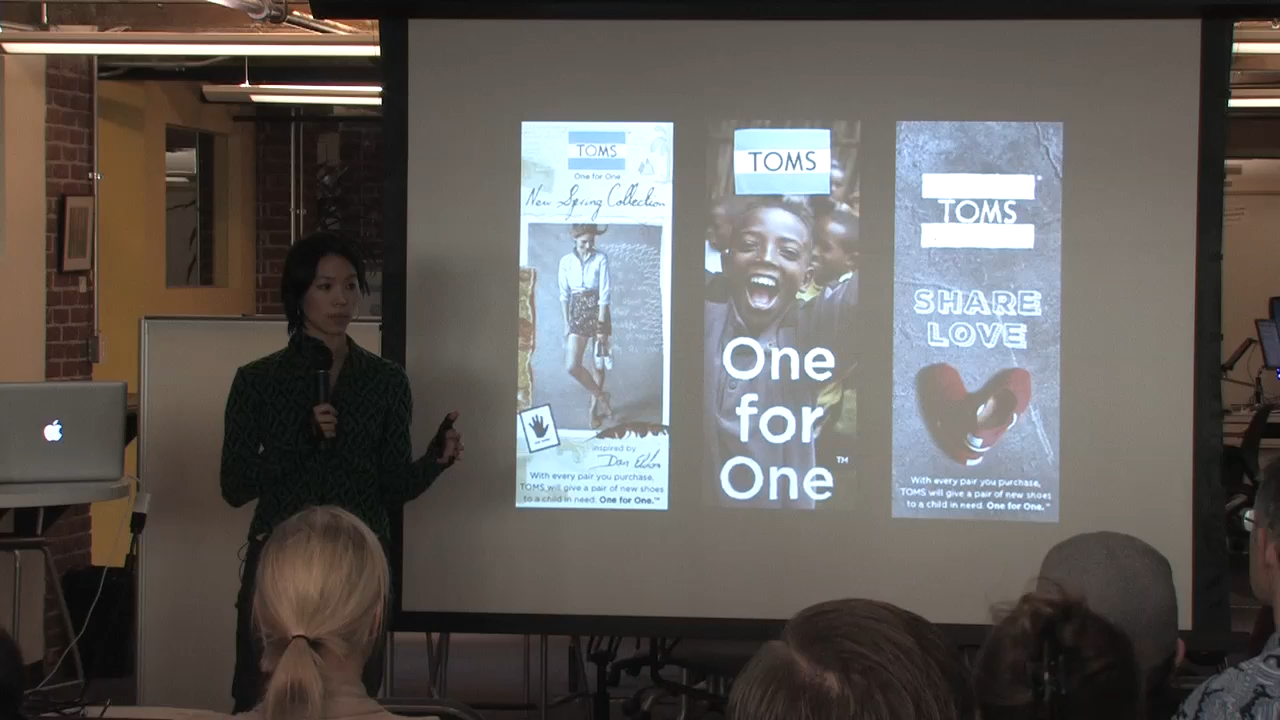 TOMS
One for One
New Spring Collection
inspired by
With every pair you purchase,
TOMS will give a pair of new shoes
to a child in need. One for One.™
TOMS
One
for
One™
TOMS
SHARE
LOVE
With every pair you purchase,
TOMS will give a pair of new shoes
to a child in need. One for One.™